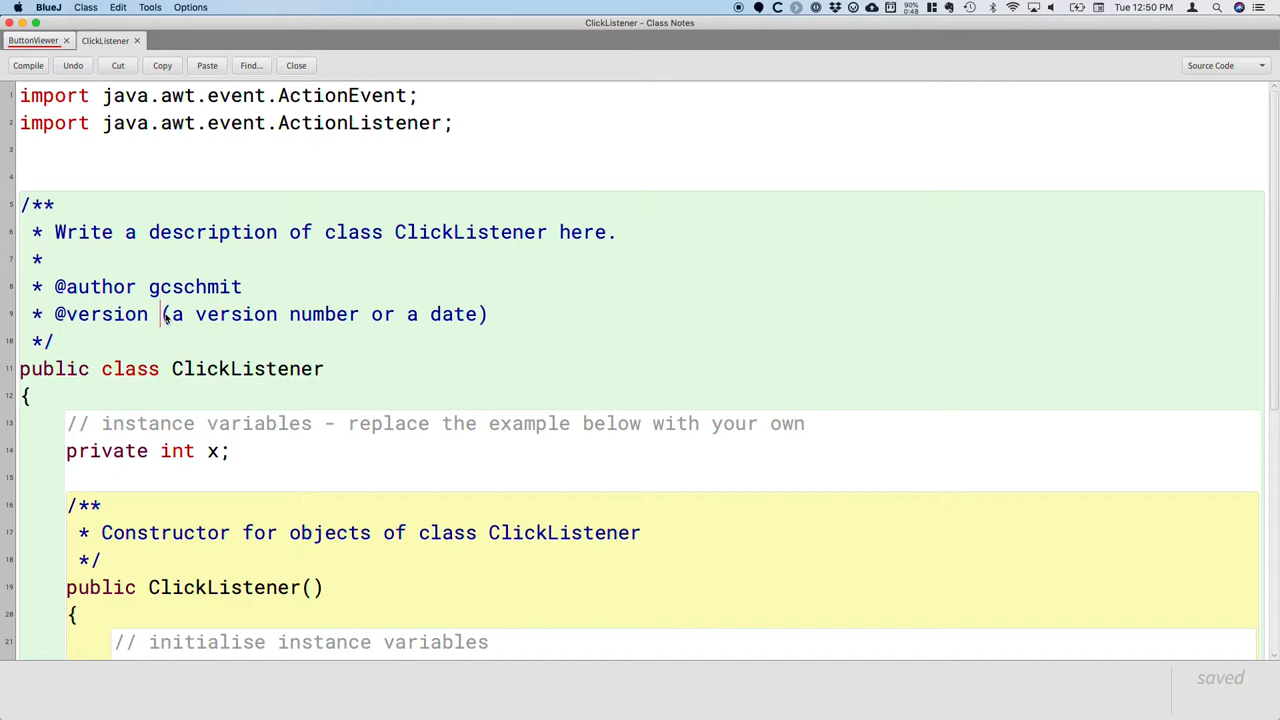 BlueJ Class Edit Tools Options 90% 0:48 Tue 12:50 PM
ClickListener - Class Notes
ButtonViewer ClickListener
Compile Undo Cut Copy Paste Find... Close Source Code
1 import java.awt.event.ActionEvent;
2 import java.awt.event.ActionListener;
3
4
5 /**
6 * Write a description of class ClickListener here.
7 *
8 * @author gcschmit
9 * @version (a version number or a date)
10 */
11 public class ClickListener
12 {
13 // instance variables - replace the example below with your own
14 private int x;
15
16 /**
17 * Constructor for objects of class ClickListener
18 */
19 public ClickListener()
20 {
21 // initialise instance variables
saved